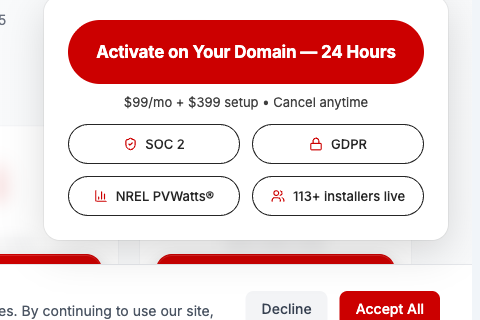 5
Activate on Your Domain — 24 Hours
$99/mo + $399 setup • Cancel anytime
SOC 2
GDPR
NREL PVWatts®
113+ installers live
es. By continuing to use our site,
Decline
Accept All